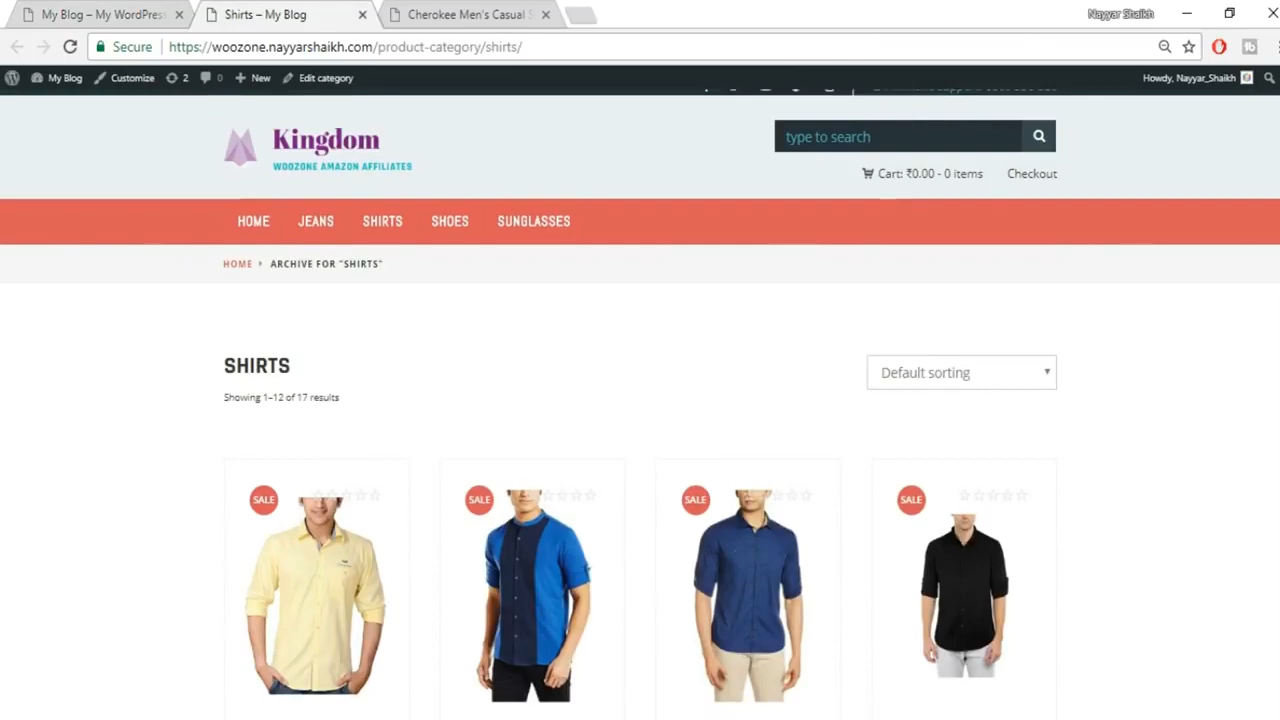 My Blog – My WordPress
Shirts – My Blog
Cherokee Men's Casual S
Nayyar Shaikh
Secure
https://woozone.nayyarshaikh.com/product-category/shirts/
My Blog
Customize
2
0
New
Edit category
Howdy, Nayyar_Shaikh
Kingdom
WOOZONE AMAZON AFFILIATES
type to search
Cart: ₹0.00 - 0 items
Checkout
HOME
JEANS
SHIRTS
SHOES
SUNGLASSES
HOME
ARCHIVE FOR "SHIRTS"
SHIRTS
Default sorting
Showing 1–12 of 17 results
SALE
SALE
SALE
SALE